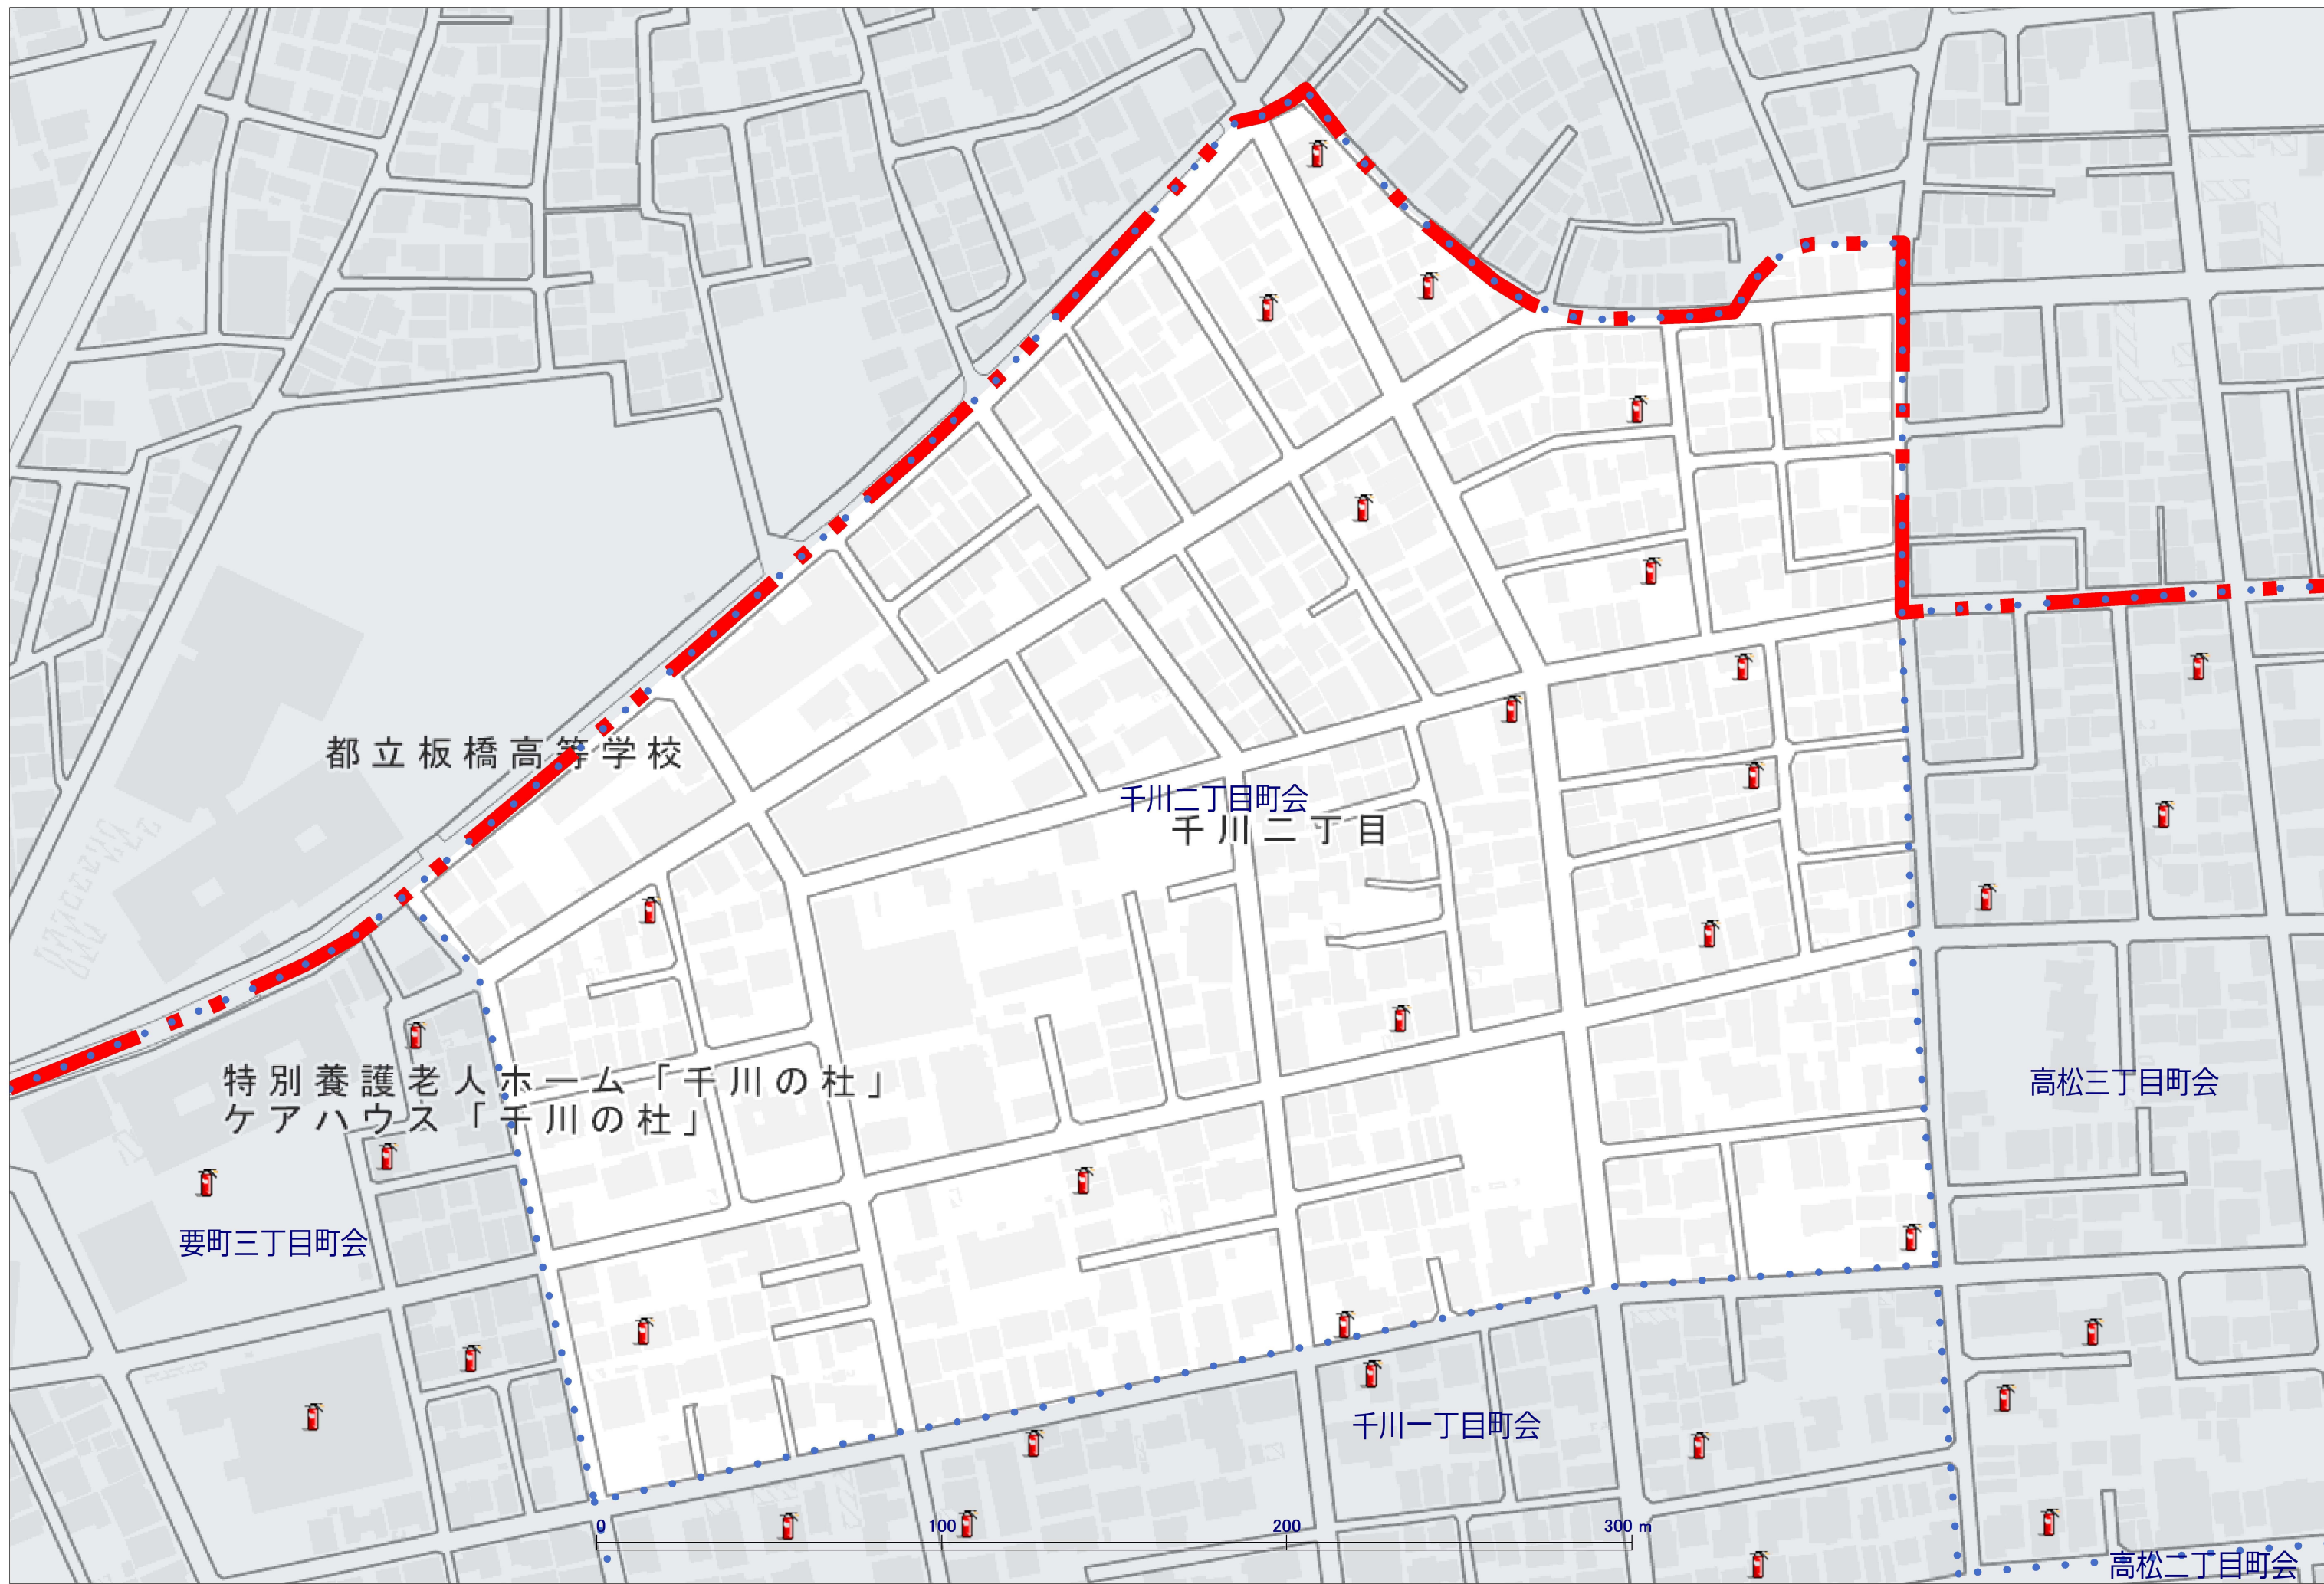 都立板橋高等学校
千川二丁目町会
千川二丁目
特別養護老人ホーム「千川の杜」
ケアハウス「千川の杜」
高松三丁目町会
要町三丁目町会
千川一丁目町会
0 100 200 300 m
高松二丁目町会